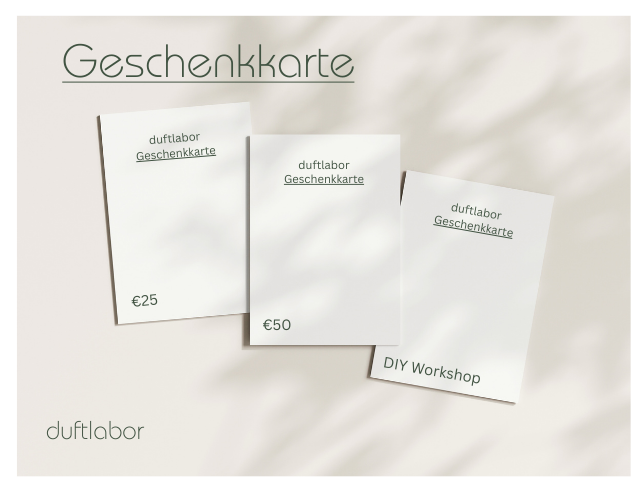 Geschenkkarte
duftlabor
Geschenkkarte
€25
duftlabor
Geschenkkarte
€50
duftlabor
Geschenkkarte
DIY Workshop
duftlabor